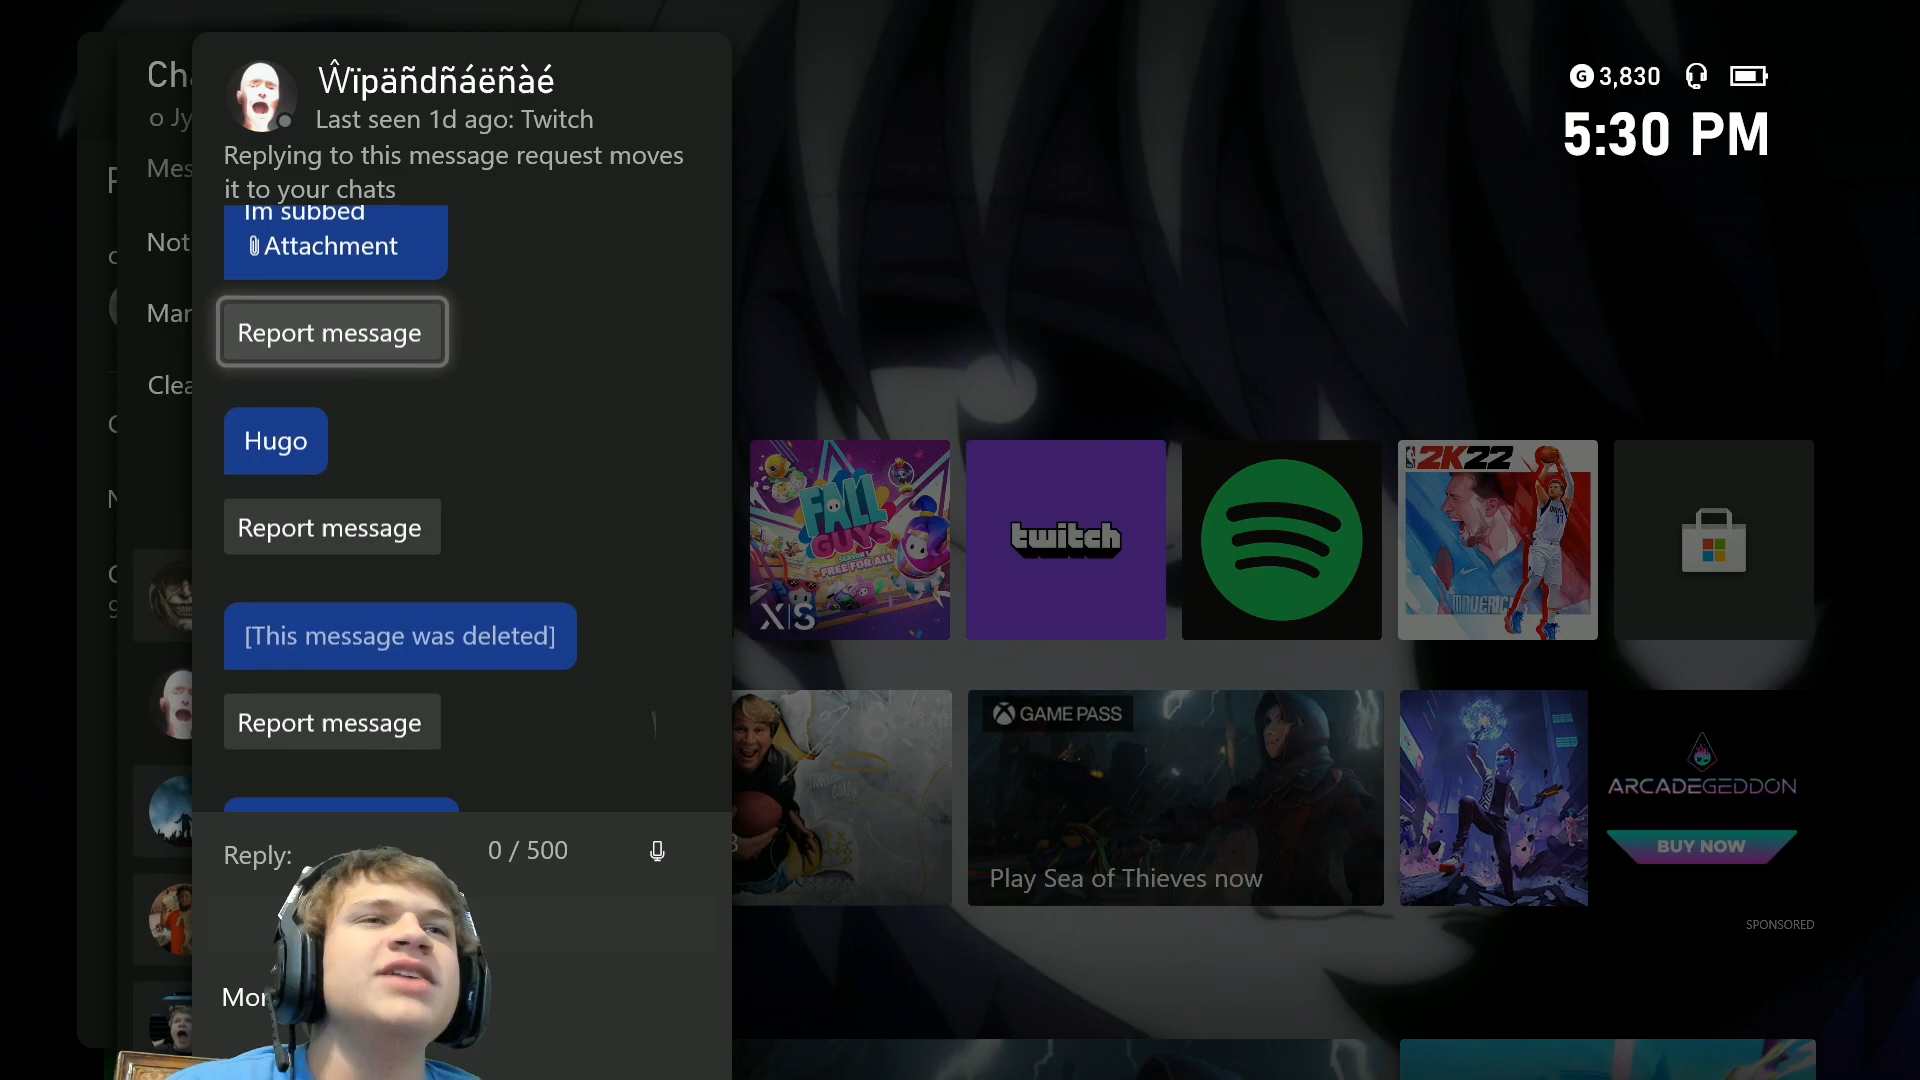 Ŵïpäñdñáëñàé
Last seen 1d ago: Twitch
Replying to this message request moves
it to your chats
Im subbed
Attachment
Report message
Hugo
Report message
[This message was deleted]
Report message
Reply:
0 / 500
Cha
o Jy
Mes
Not
Mar
Clea
G 3,830
5:30 PM
FALL
GUYS
FREE FOR ALL
X|S
twitch
2K22
MAVERICK
GAME PASS
Play Sea of Thieves now
ARCADEGEDDON
BUY NOW
SPONSORED